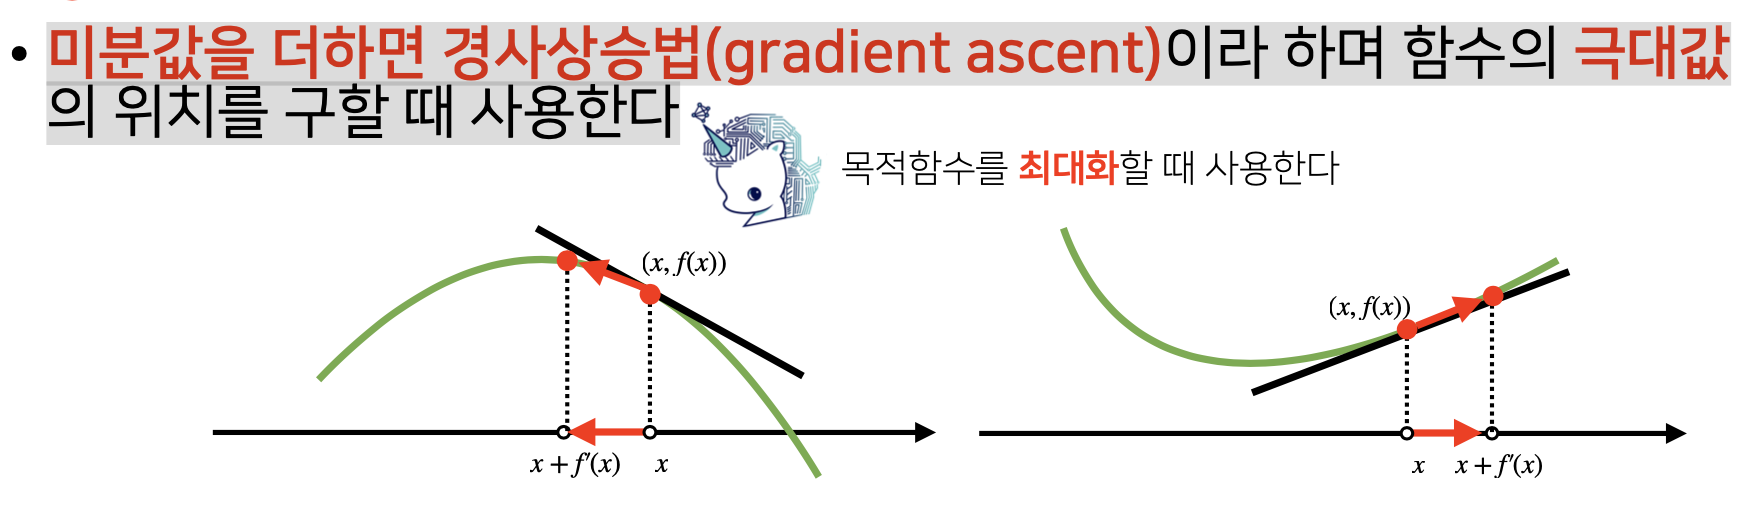 • 미분값을 더하면 경사상승법(gradient ascent)이라 하며 함수의 극대값
의 위치를 구할 때 사용한다
목적함수를 최대화할 때 사용한다
(x, f(x))
x + f′(x) x
(x, f(x))
x x + f′(x)